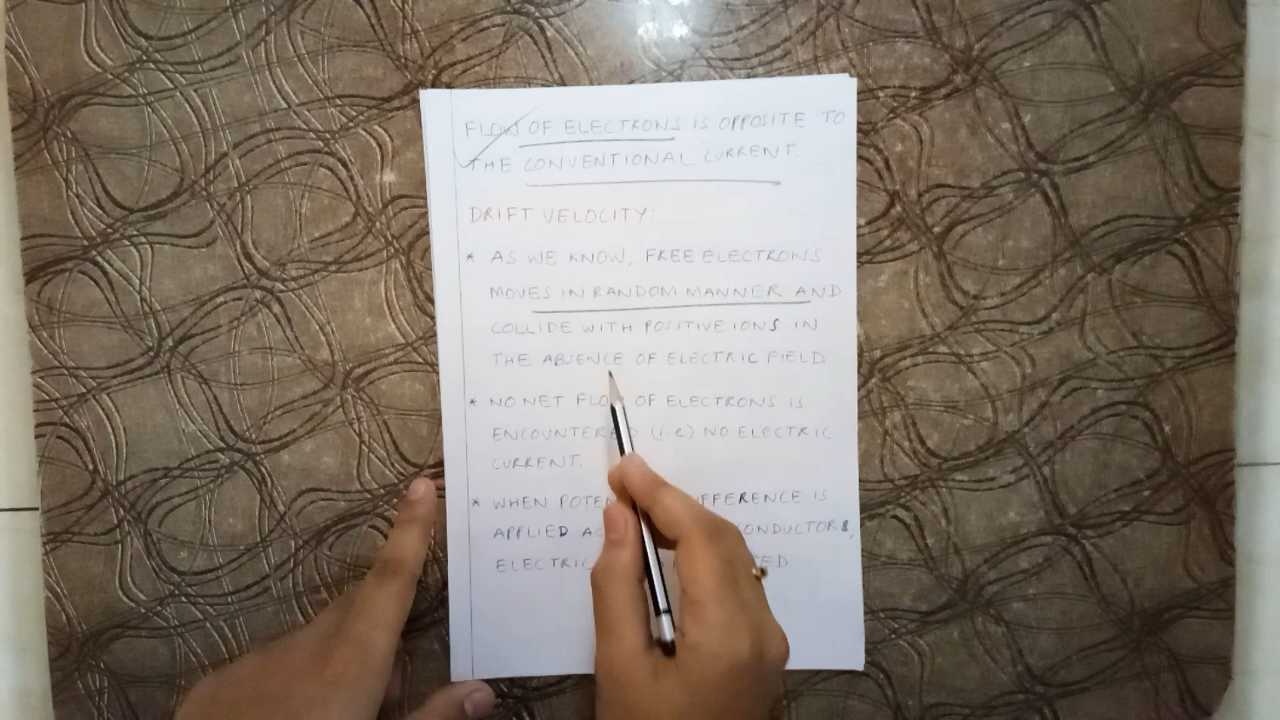 FLOW OF ELECTRONS IS OPPOSITE TO
THE CONVENTIONAL CURRENT.
DRIFT VELOCITY:
* AS WE KNOW, FREE ELECTRONS
MOVES IN RANDOM MANNER AND
COLLIDE WITH POSITIVE IONS IN
THE ABSENCE OF ELECTRIC FIELD
* NO NET FLOW OF ELECTRONS IS
ENCOUNTERED (i.e) NO ELECTRIC
CURRENT.
* WHEN IS
APPLIED
ELECTRIC